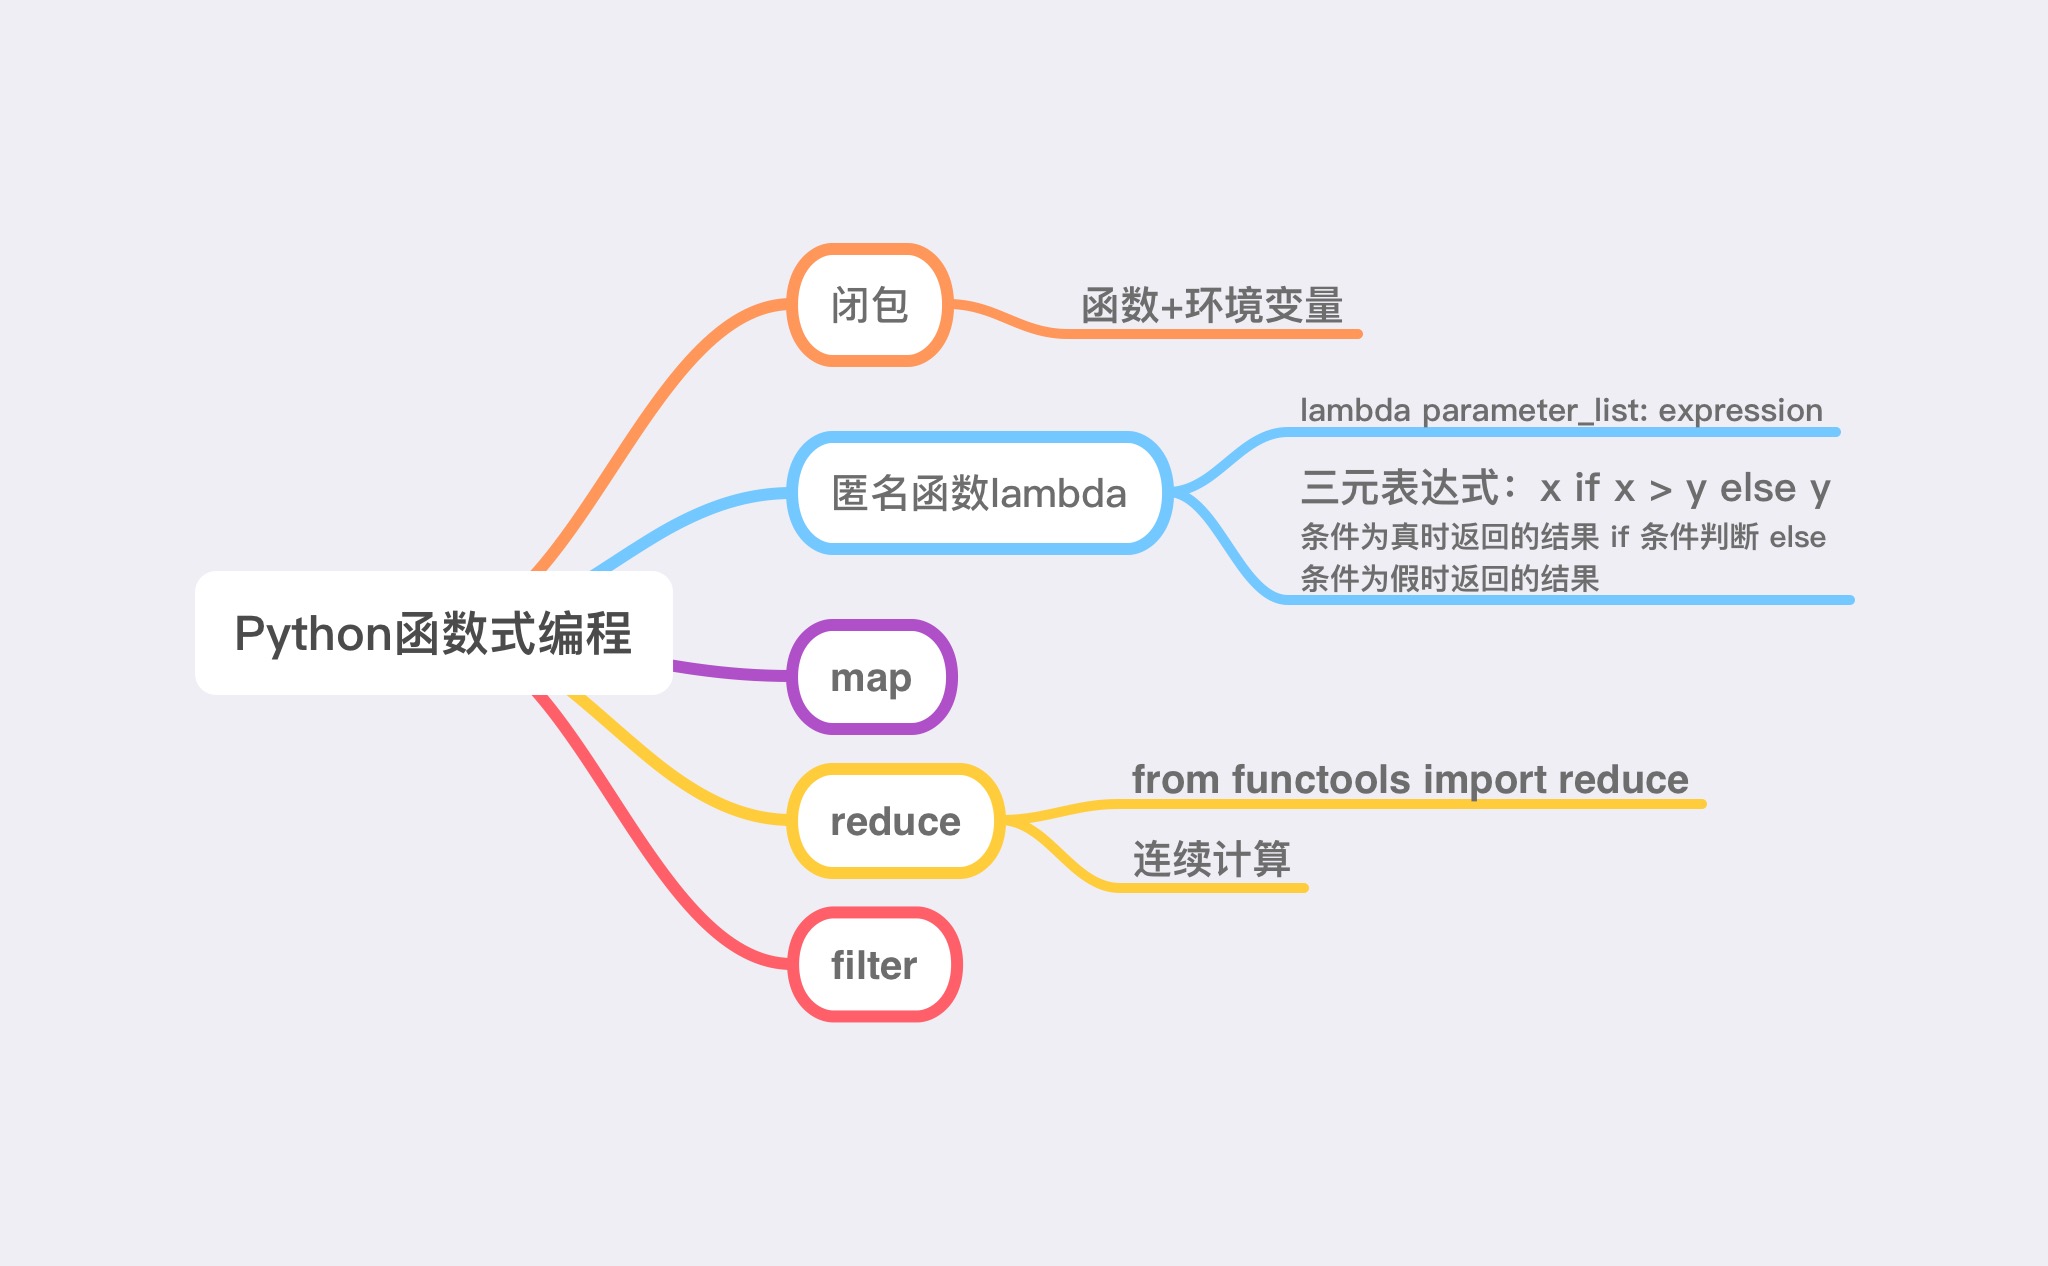 Python函数式编程
闭包
函数+环境变量
匿名函数lambda
lambda parameter_list: expression
三元表达式：x if x > y else y
条件为真时返回的结果 if 条件判断 else
条件为假时返回的结果
map
reduce
from functools import reduce
连续计算
filter